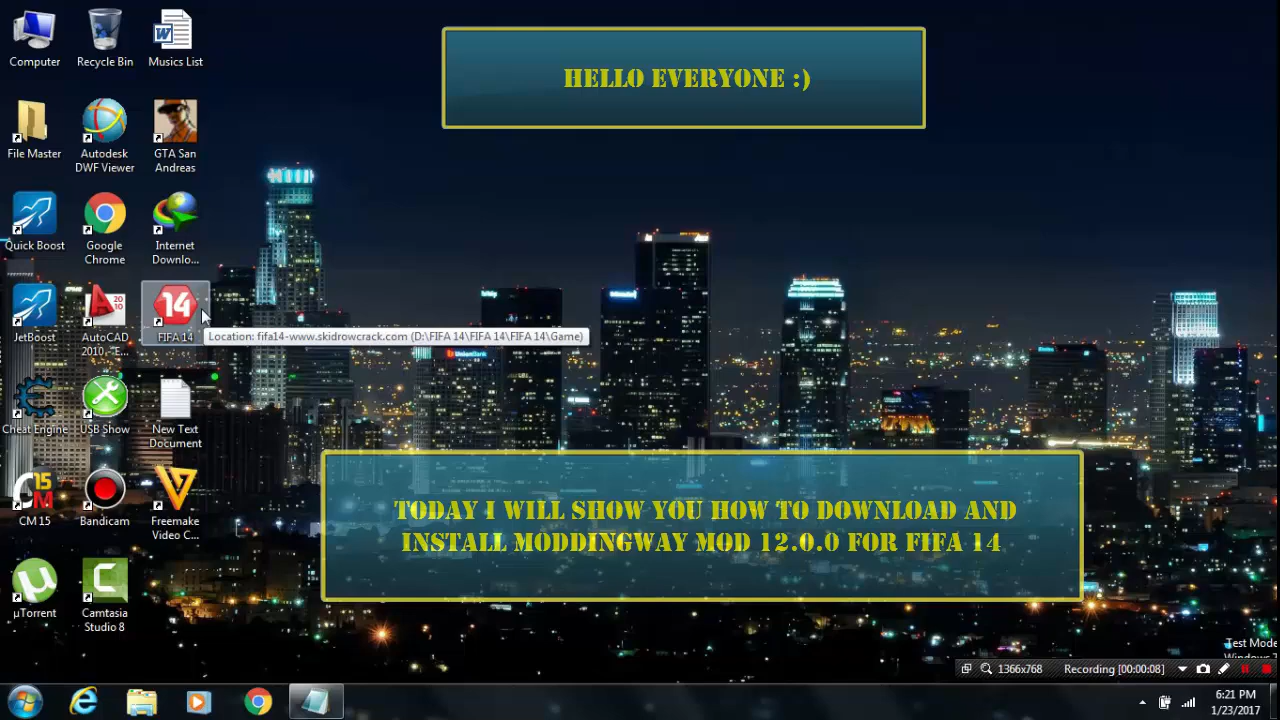 HELLO EVERYONE :)
Computer
Recycle Bin
Musics List
File Master
Autodesk
DWF Viewer
GTA San
Andreas
Quick Boost
Google
Chrome
Internet
Downlo...
JetBoost
AutoCAD
2010 -E...
FIFA 14
Location: fifa14-www.skidrowcrack.com (D:\FIFA 14\FIFA 14\FIFA 14\Game)
UnionBank
Cheat Engine
USB Show
New Text
Document
CM 15
Bandicam
Freemake
Video C...
TODAY I WILL SHOW YOU HOW TO DOWNLOAD AND
INSTALL MODDINGWAY MOD 12.0.0 FOR FIFA 14
µTorrent
Camtasia
Studio 8
Test Mode
1366x768
Recording [00:00:08]
6:21 PM
1/23/2017